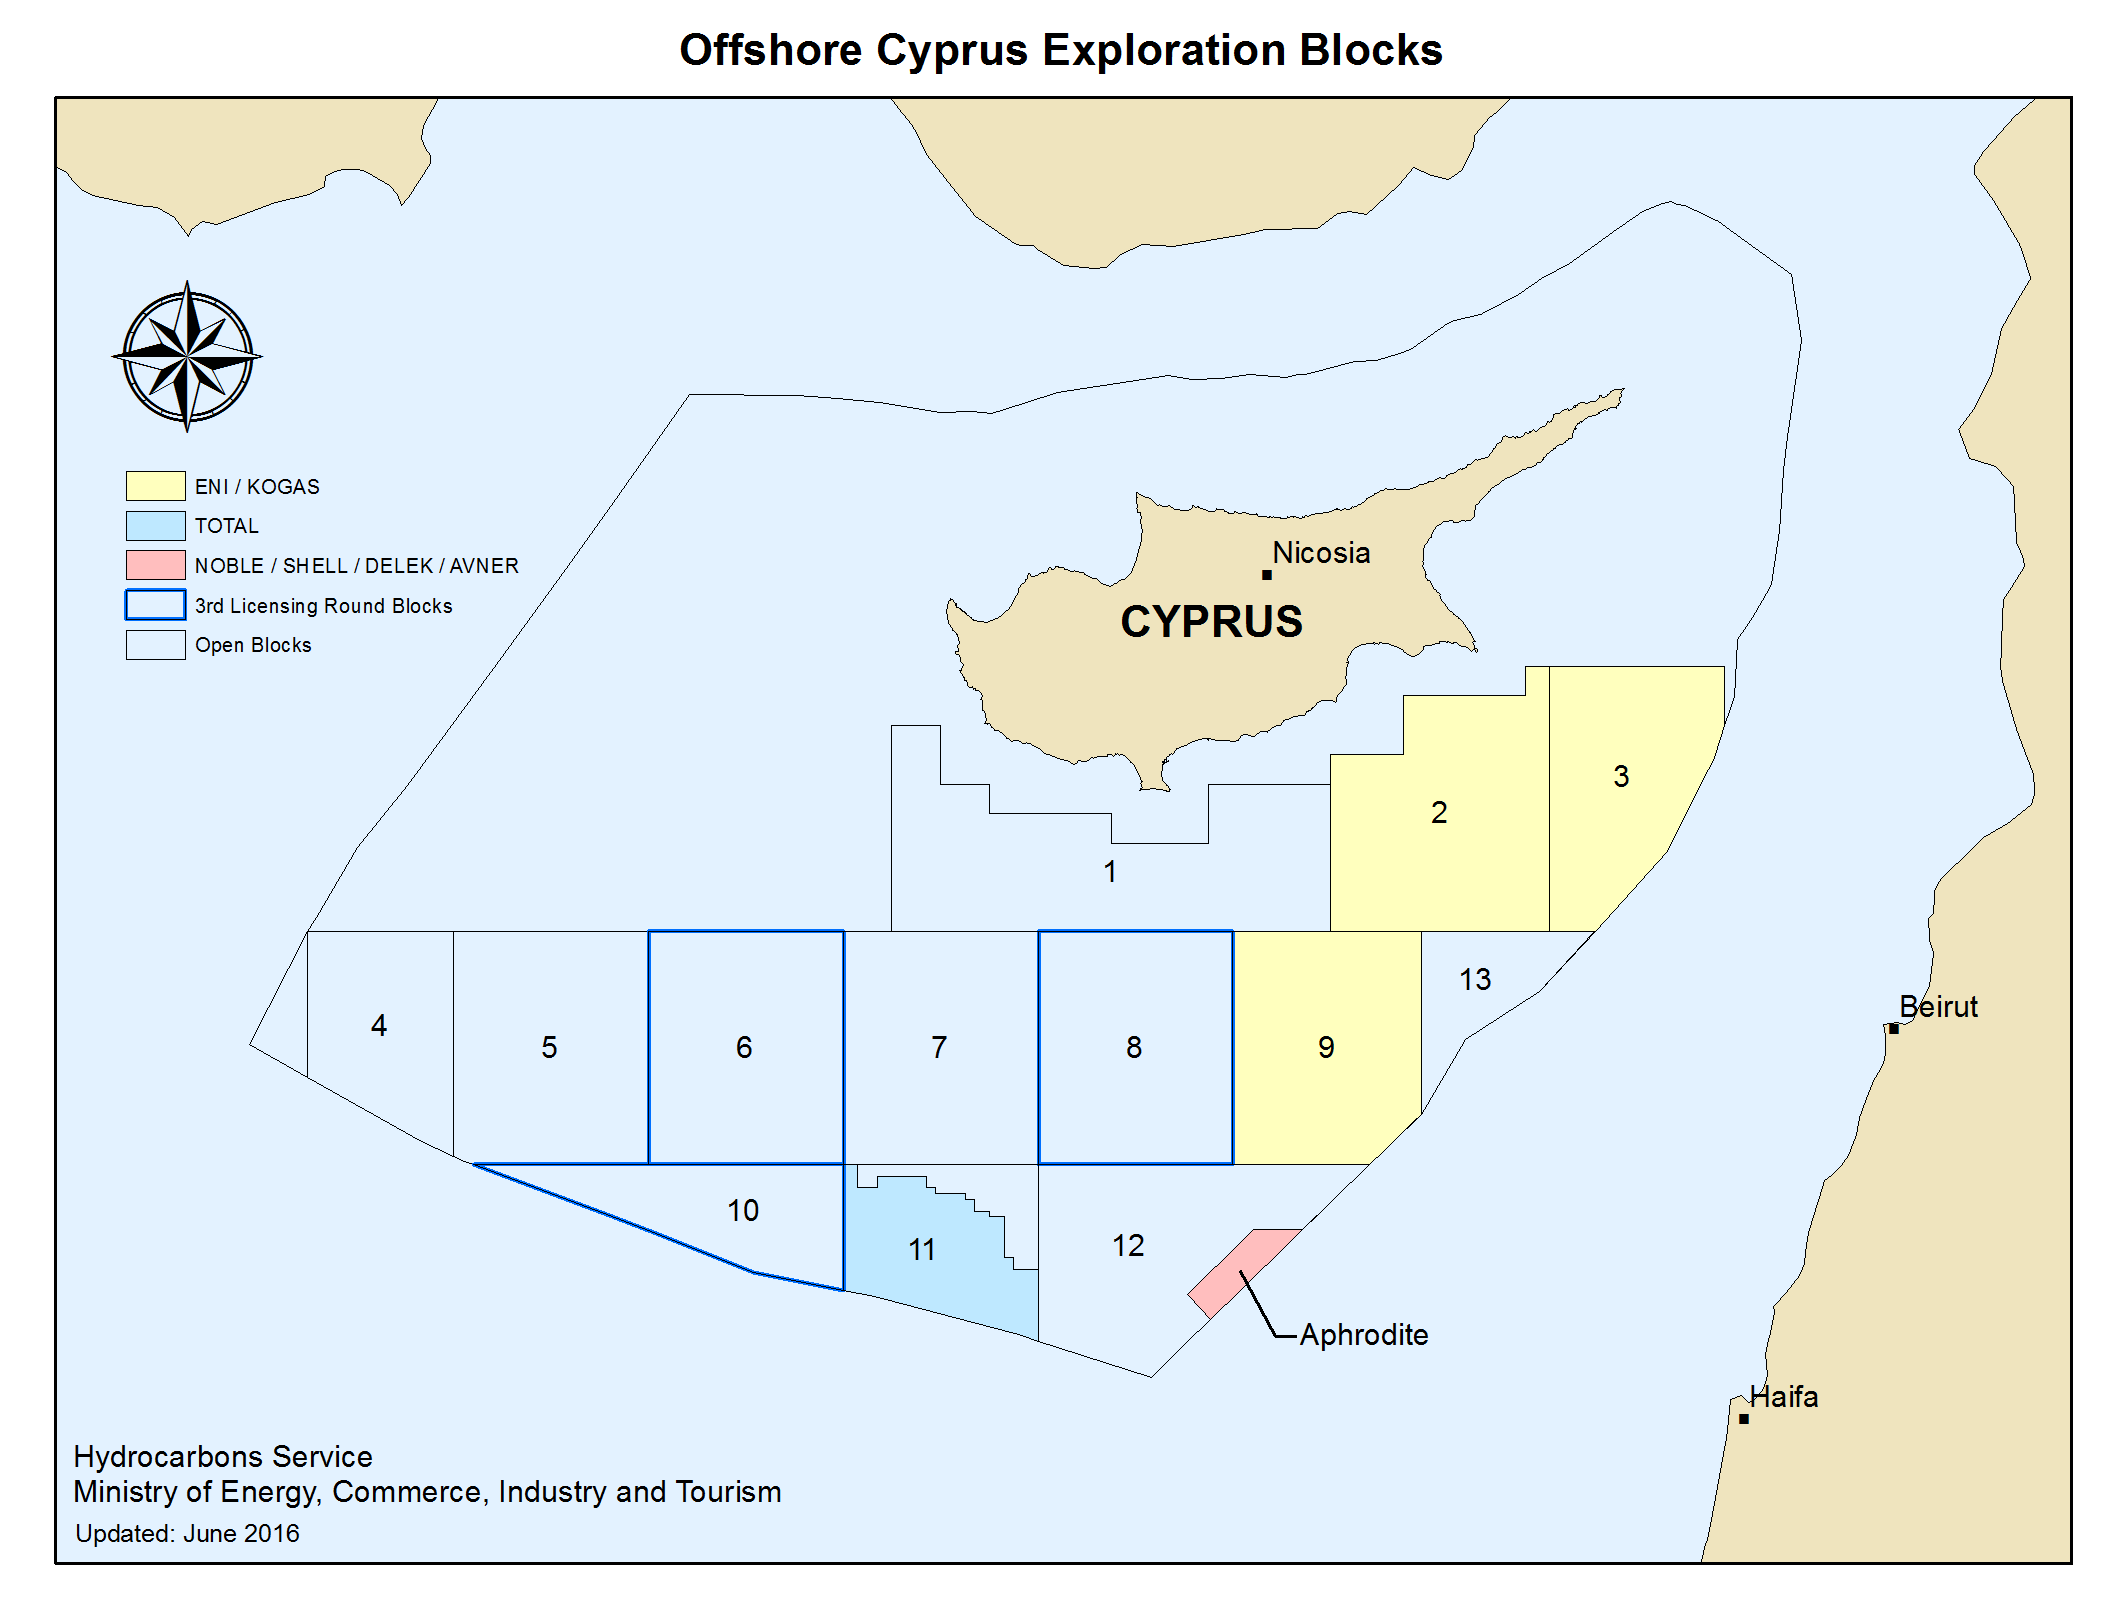 Offshore Cyprus Exploration Blocks
ENI / KOGAS
TOTAL
NOBLE / SHELL / DELEK / AVNER
3rd Licensing Round Blocks
Open Blocks
Nicosia
CYPRUS
3
2
1
13
4
5
6
7
8
9
Beirut
10
11
12
Aphrodite
Haifa
Hydrocarbons Service
Ministry of Energy, Commerce, Industry and Tourism
Updated: June 2016